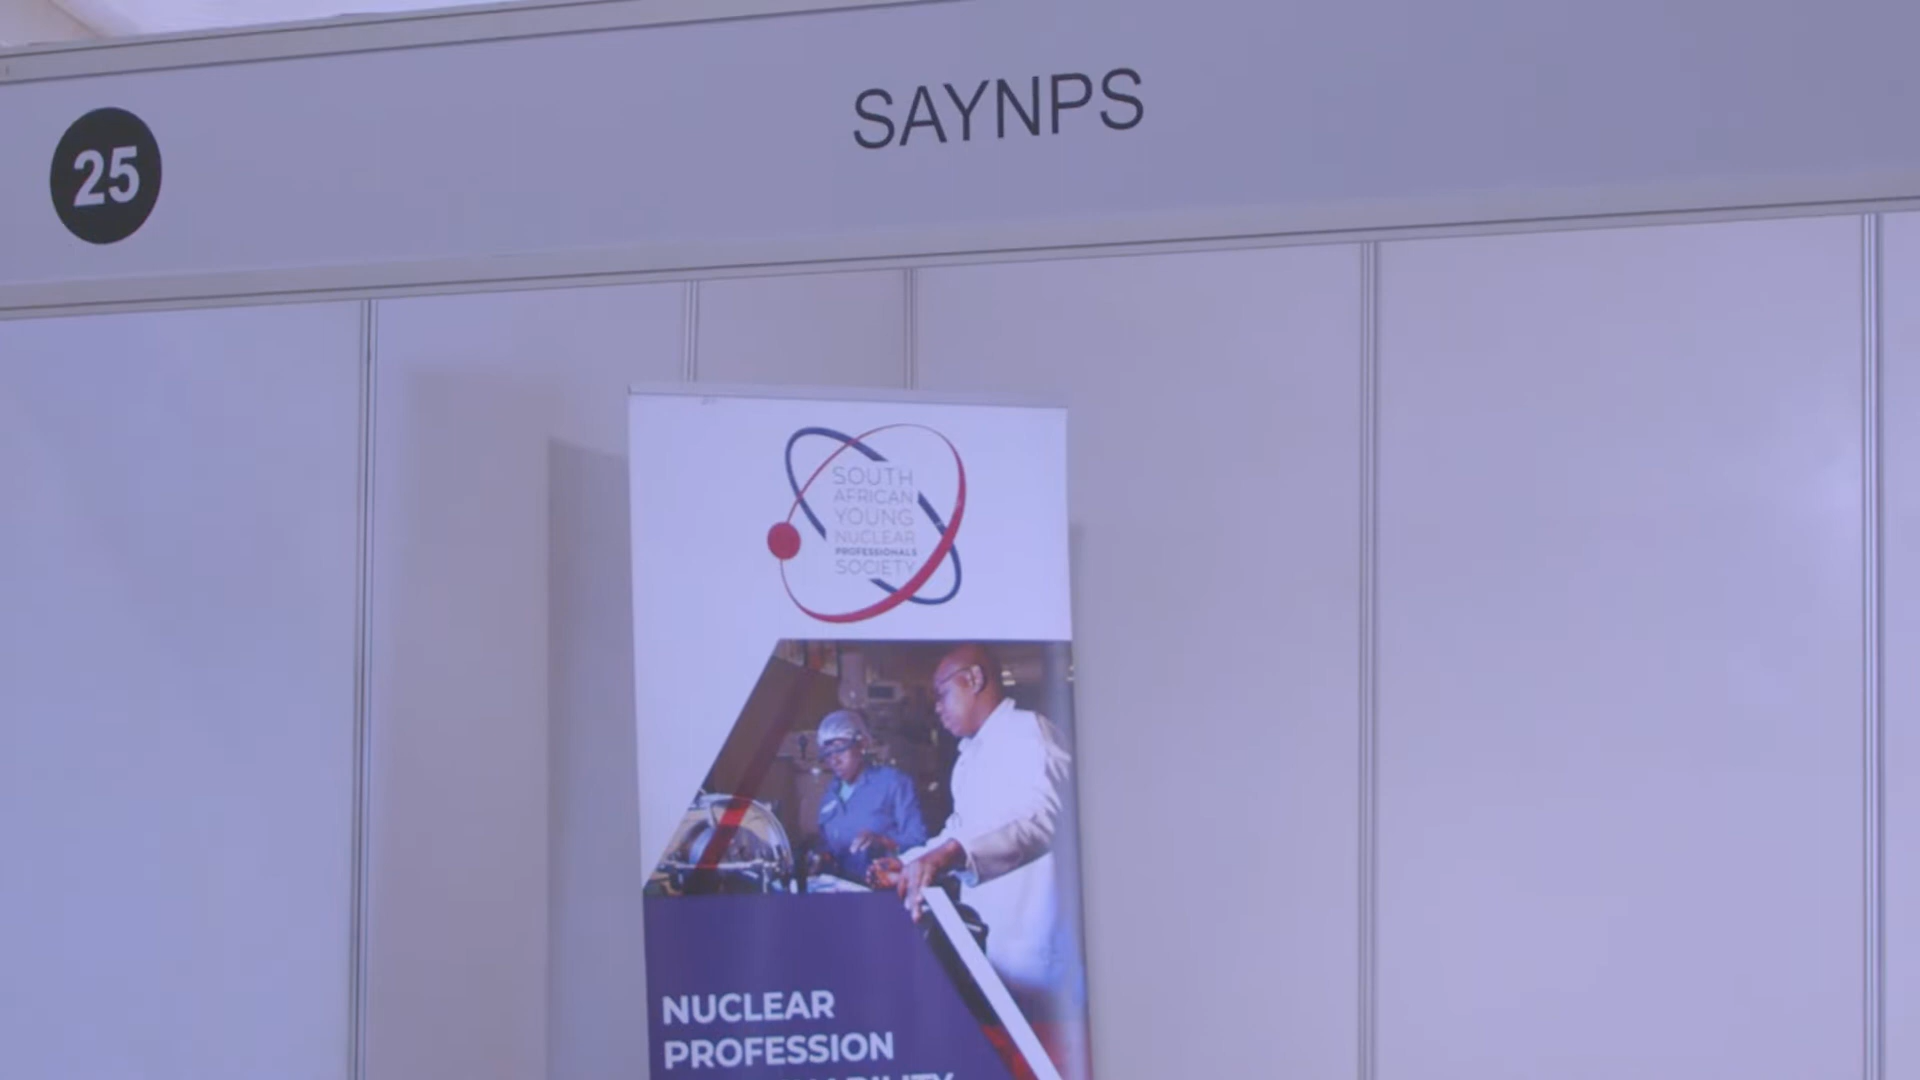 25
SAYNPS
SOUTH
AFRICAN
YOUNG
NUCLEAR
PROFESSIONALS
SOCIETY
NUCLEAR
PROFESSION